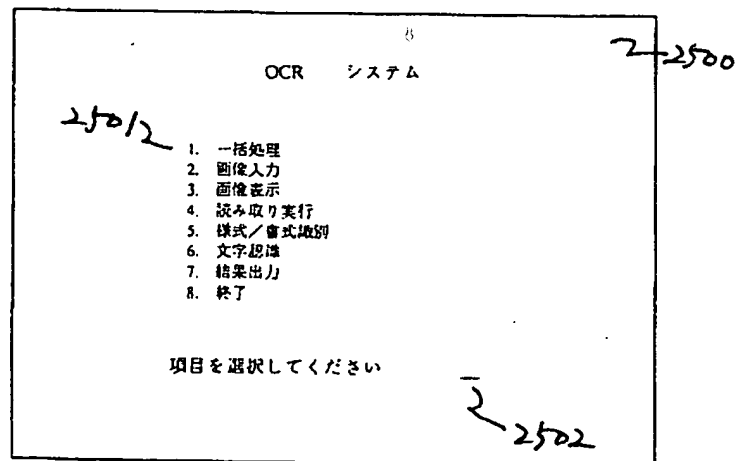 8
2500
OCR システム
25012
1. 一括処理
2. 画像入力
3. 画像表示
4. 読み取り実行
5. 様式／書式識別
6. 文字認識
7. 結果出力
8. 終了
項目を選択してください
2502